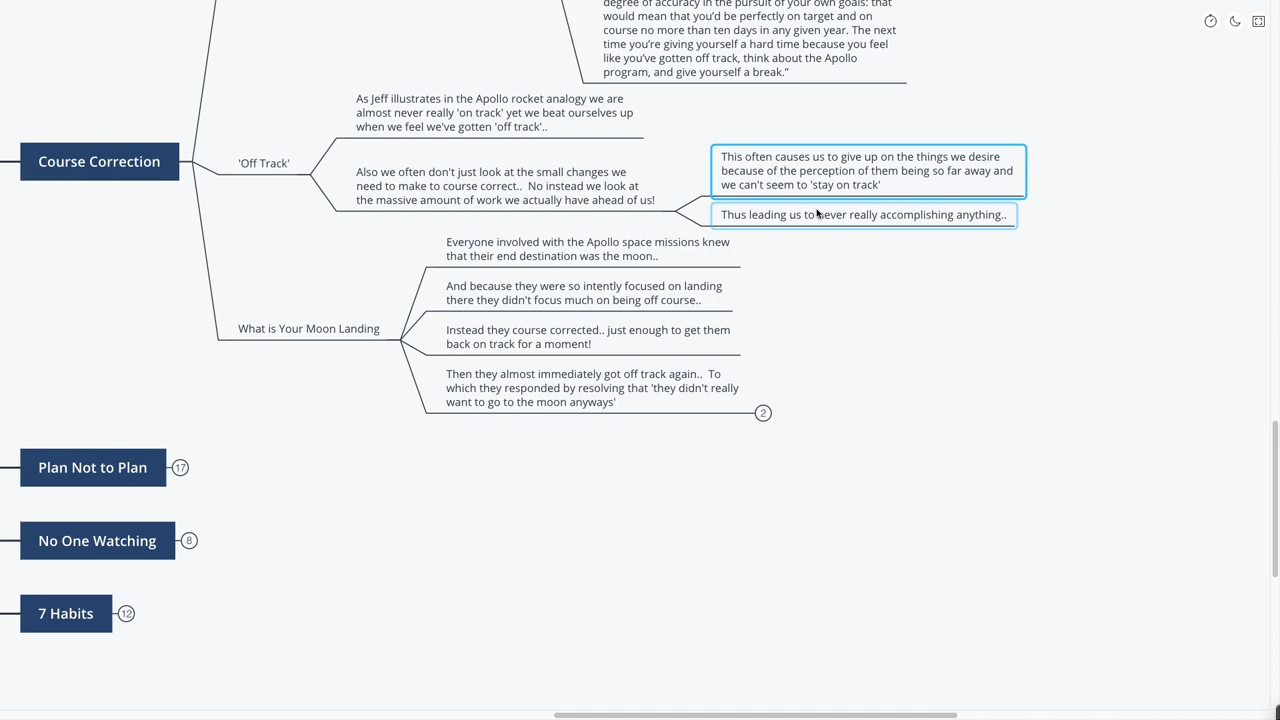 degree of accuracy in the pursuit of your own goals: that
would mean that you'd be perfectly on target and on
course no more than ten days in any given year. The next
time you're giving yourself a hard time because you feel
like you've gotten off track, think about the Apollo
program, and give yourself a break.”
Course Correction
'Off Track'
As Jeff illustrates in the Apollo rocket analogy we are
almost never really 'on track' yet we beat ourselves up
when we feel we've gotten 'off track'..
Also we often don't just look at the small changes we
need to make to course correct..  No instead we look at
the massive amount of work we actually have ahead of us!
This often causes us to give up on the things we desire
because of the perception of them being so far away and
we can't seem to 'stay on track'
Thus leading us to never really accomplishing anything..
What is Your Moon Landing
Everyone involved with the Apollo space missions knew
that their end destination was the moon..
And because they were so intently focused on landing
there they didn't focus much on being off course..
Instead they course corrected.. just enough to get them
back on track for a moment!
Then they almost immediately got off track again..  To
which they responded by resolving that 'they didn't really
want to go to the moon anyways'
2
Plan Not to Plan
17
No One Watching
8
7 Habits
12